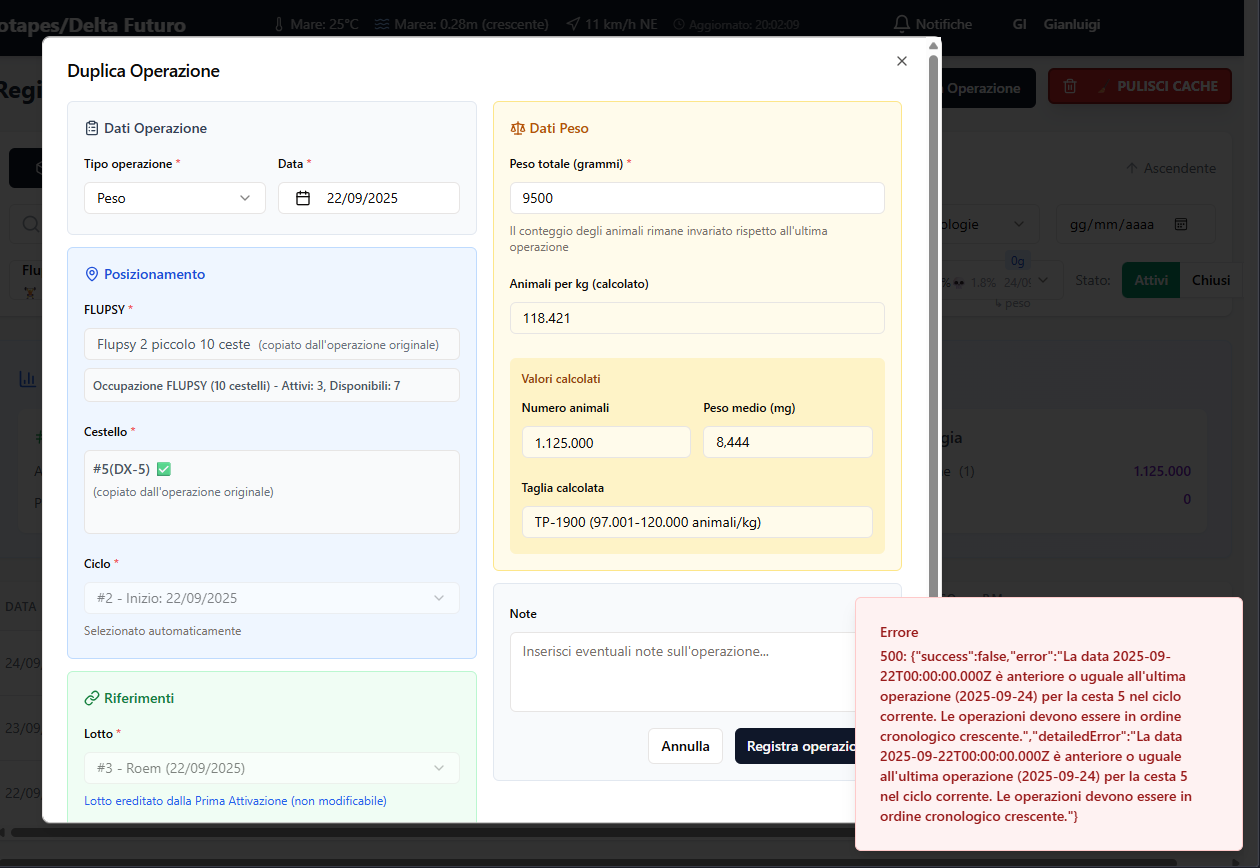 otapes/Delta Futuro
Mare: 25°C
Marea: 0.28m (crescente)
11 km/h NE
Aggiornato: 20:02:09
Notifiche
GI
Gianluigi
Regi
Operazione
PULISCI CACHE
Ascendente
ologie
gg/mm/aaaa
Flu
0g
1.8%
↳ peso
Stato:
Attivi
Chiusi
gia
(1)
1.125.000
0
DATA
24/09
23/09
22/09
Duplica Operazione
Dati Operazione
Tipo operazione *
Data *
Peso
22/09/2025
Posizionamento
FLUPSY *
Flupsy 2 piccolo 10 ceste (copiato dall'operazione originale)
Occupazione FLUPSY (10 cestelli) - Attivi: 3, Disponibili: 7
Cestello *
#5(DX-5) ✅
(copiato dall'operazione originale)
Ciclo *
#2 - Inizio: 22/09/2025
Selezionato automaticamente
Riferimenti
Lotto *
#3 - Roem (22/09/2025)
Lotto ereditato dalla Prima Attivazione (non modificabile)
Dati Peso
Peso totale (grammi) *
9500
Il conteggio degli animali rimane invariato rispetto all'ultima
operazione
Animali per kg (calcolato)
118.421
Valori calcolati
Numero animali
Peso medio (mg)
1.125.000
8,444
Taglia calcolata
TP-1900 (97.001-120.000 animali/kg)
Note
Inserisci eventuali note sull'operazione...
Annulla
Registra operazio
Errore
500: {"success":false,"error":"La data 2025-09-
22T00:00:00.000Z è anteriore o uguale all'ultima
operazione (2025-09-24) per la cesta 5 nel ciclo
corrente. Le operazioni devono essere in ordine
cronologico crescente.","detailedError":"La data
2025-09-22T00:00:00.000Z è anteriore o uguale
all'ultima operazione (2025-09-24) per la cesta 5
nel ciclo corrente. Le operazioni devono essere in
ordine cronologico crescente."}